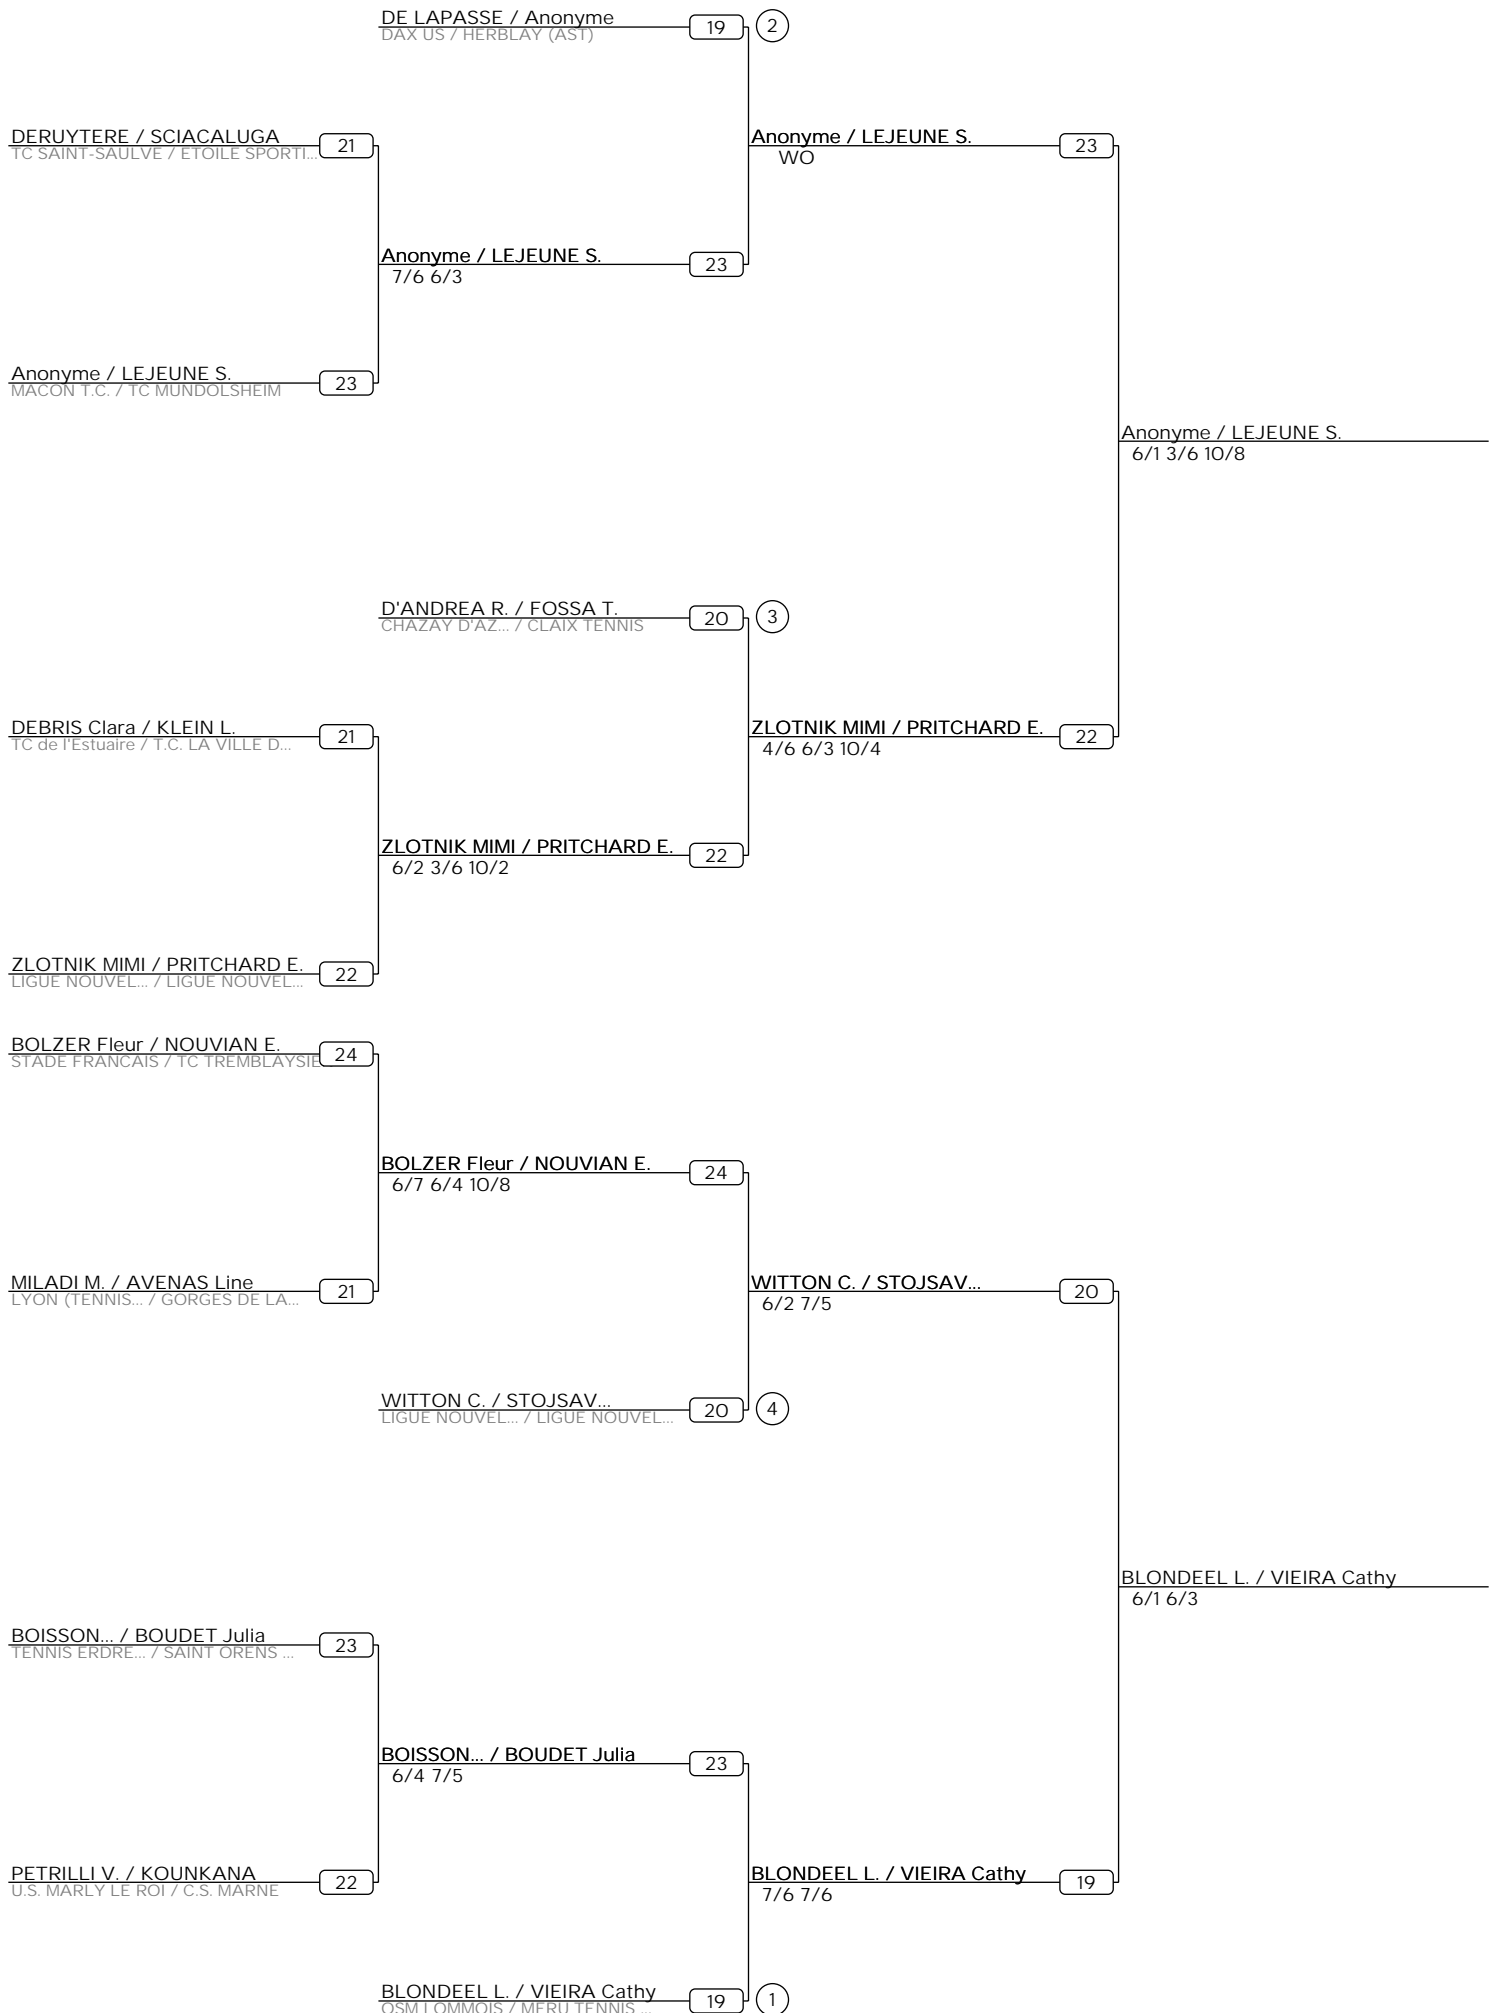 DE LAPASSE / Anonyme
DAX US / HERBLAY (AST)
19
2
DERUYTERE / SCIACALUGA
TC SAINT-SAULVE / ETOILE SPORTI...
21
Anonyme / LEJEUNE S.
WO
23
Anonyme / LEJEUNE S.
7/6 6/3
23
Anonyme / LEJEUNE S.
MACON T.C. / TC MUNDOLSHEIM
23
Anonyme / LEJEUNE S.
6/1 3/6 10/8
D'ANDREA R. / FOSSA T.
CHAZAY D'AZ... / CLAIX TENNIS
20
3
DEBRIS Clara / KLEIN L.
TC de l'Estuaire / T.C. LA VILLE D...
21
ZLOTNIK MIMI / PRITCHARD E.
4/6 6/3 10/4
22
ZLOTNIK MIMI / PRITCHARD E.
6/2 3/6 10/2
22
ZLOTNIK MIMI / PRITCHARD E.
LIGUE NOUVEL... / LIGUE NOUVEL...
22
BOLZER Fleur / NOUVIAN E.
STADE FRANCAIS / TC TREMBLAYSIE...
24
BOLZER Fleur / NOUVIAN E.
6/7 6/4 10/8
24
MILADI M. / AVENAS Line
LYON (TENNIS... / GORGES DE LA...
21
WITTON C. / STOJSAV...
6/2 7/5
20
WITTON C. / STOJSAV...
LIGUE NOUVEL... / LIGUE NOUVEL...
20
4
BLONDEEL L. / VIEIRA Cathy
6/1 6/3
BOISSON... / BOUDET Julia
TENNIS ERDRE... / SAINT ORENS ...
23
BOISSON... / BOUDET Julia
6/4 7/5
23
PETRILLI V. / KOUNKANA
U.S. MARLY LE ROI / C.S. MARNE
22
BLONDEEL L. / VIEIRA Cathy
7/6 7/6
19
BLONDEEL L. / VIEIRA Cathy
OSM LOMMOIS / MERU TENNIS ...
19
1